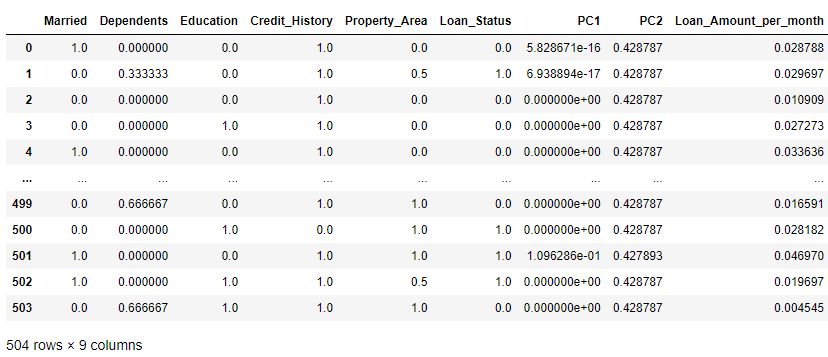 Married Dependents Education Credit_History Property_Area Loan_Status PC1 PC2 Loan_Amount_per_month
0 1.0 0.000000 0.0 1.0 0.0 0.0 5.828671e-16 0.428787 0.028788
1 0.0 0.333333 0.0 1.0 0.5 1.0 6.938894e-17 0.428787 0.029697
2 0.0 0.000000 0.0 1.0 0.0 0.0 0.000000e+00 0.428787 0.010909
3 0.0 0.000000 1.0 1.0 0.0 0.0 0.000000e+00 0.428787 0.027273
4 1.0 0.000000 0.0 1.0 0.0 0.0 0.000000e+00 0.428787 0.033636
... ... ... ... ... ... ... ... ... ...
499 0.0 0.666667 0.0 1.0 1.0 0.0 0.000000e+00 0.428787 0.016591
500 0.0 0.000000 1.0 0.0 1.0 1.0 0.000000e+00 0.428787 0.028182
501 1.0 0.000000 0.0 1.0 1.0 1.0 1.096286e-01 0.427893 0.046970
502 1.0 0.000000 1.0 1.0 0.5 1.0 0.000000e+00 0.428787 0.019697
503 0.0 0.666667 1.0 1.0 1.0 0.0 0.000000e+00 0.428787 0.004545
504 rows × 9 columns